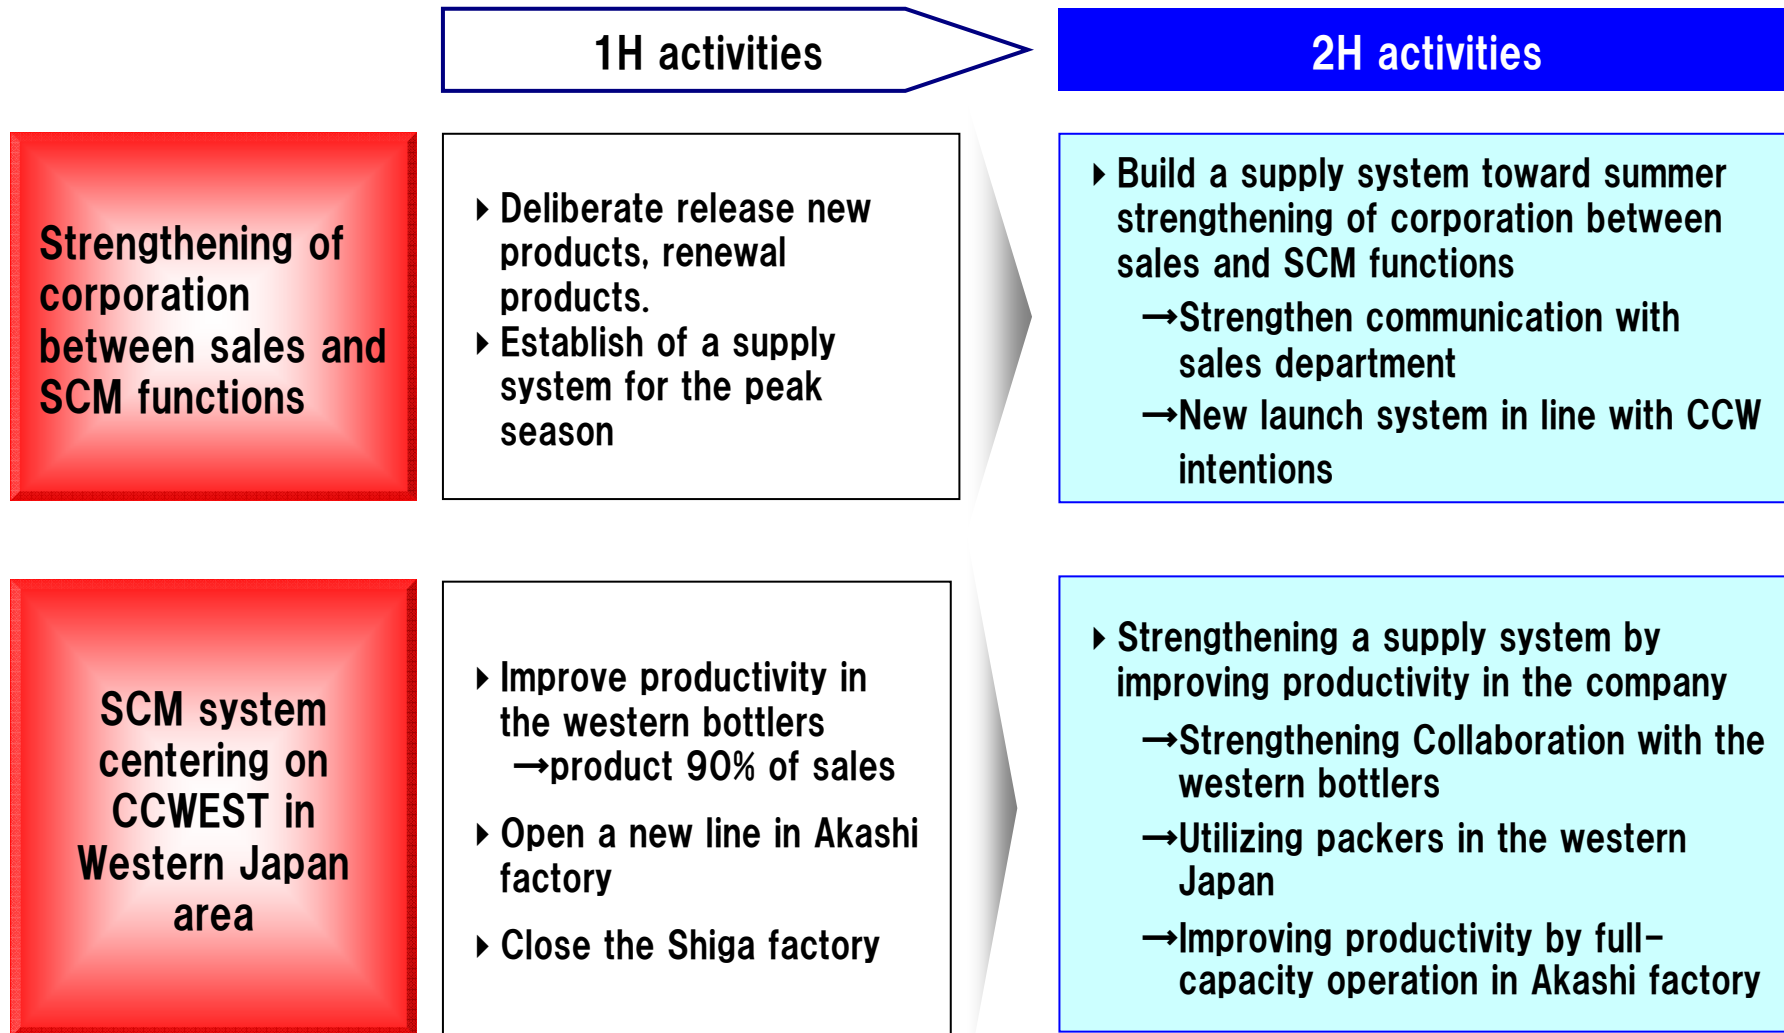 1H activities
2H activities
Strengthening of
corporation
between sales and
SCM functions
▸ Deliberate release new
products, renewal
products.
▸ Establish of a supply
system for the peak
season
▸ Build a supply system toward summer
strengthening of corporation between
sales and SCM functions
→Strengthen communication with
sales department
→New launch system in line with CCW
intentions
SCM system
centering on
CCWEST in
Western Japan
area
▸ Improve productivity in
the western bottlers
→product 90% of sales
▸ Open a new line in Akashi
factory
▸ Close the Shiga factory
▸ Strengthening a supply system by
improving productivity in the company
→Strengthening Collaboration with the
western bottlers
→Utilizing packers in the western
Japan
→Improving productivity by full-
capacity operation in Akashi factory